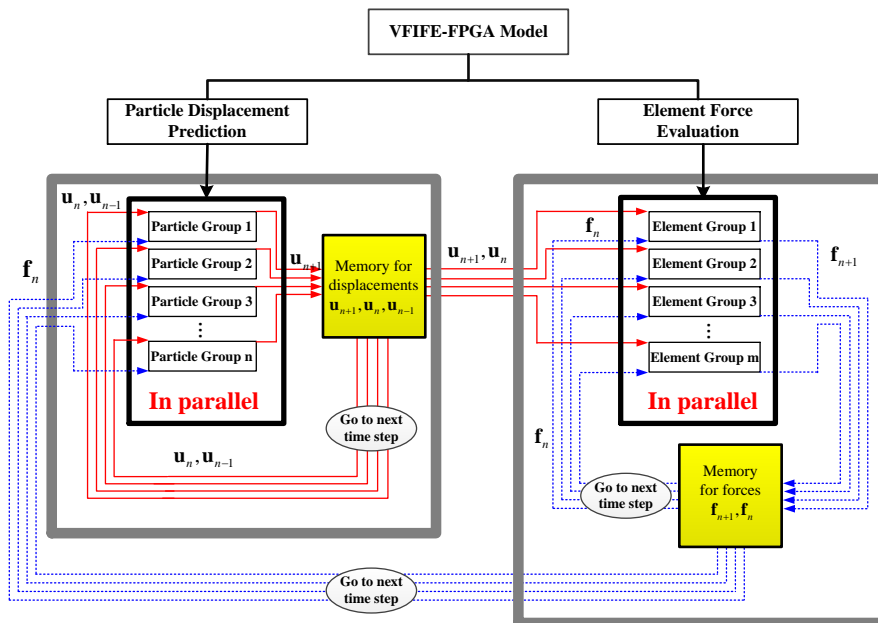 VFIFE-FPGA Model
Particle Displacement
Prediction
Element Force
Evaluation
u_n, u_{n-1}
Particle Group 1
Particle Group 2
Particle Group 3
⋮
Particle Group n
In parallel
f_n
u_{n+1}
Memory for
displacements
u_{n+1}, u_n, u_{n-1}
Go to next
time step
u_n, u_{n-1}
u_{n+1}, u_n
f_n
Element Group 1
Element Group 2
Element Group 3
⋮
Element Group m
In parallel
f_{n+1}
f_n
Go to next
time step
Memory
for forces
f_{n+1}, f_n
Go to next
time step